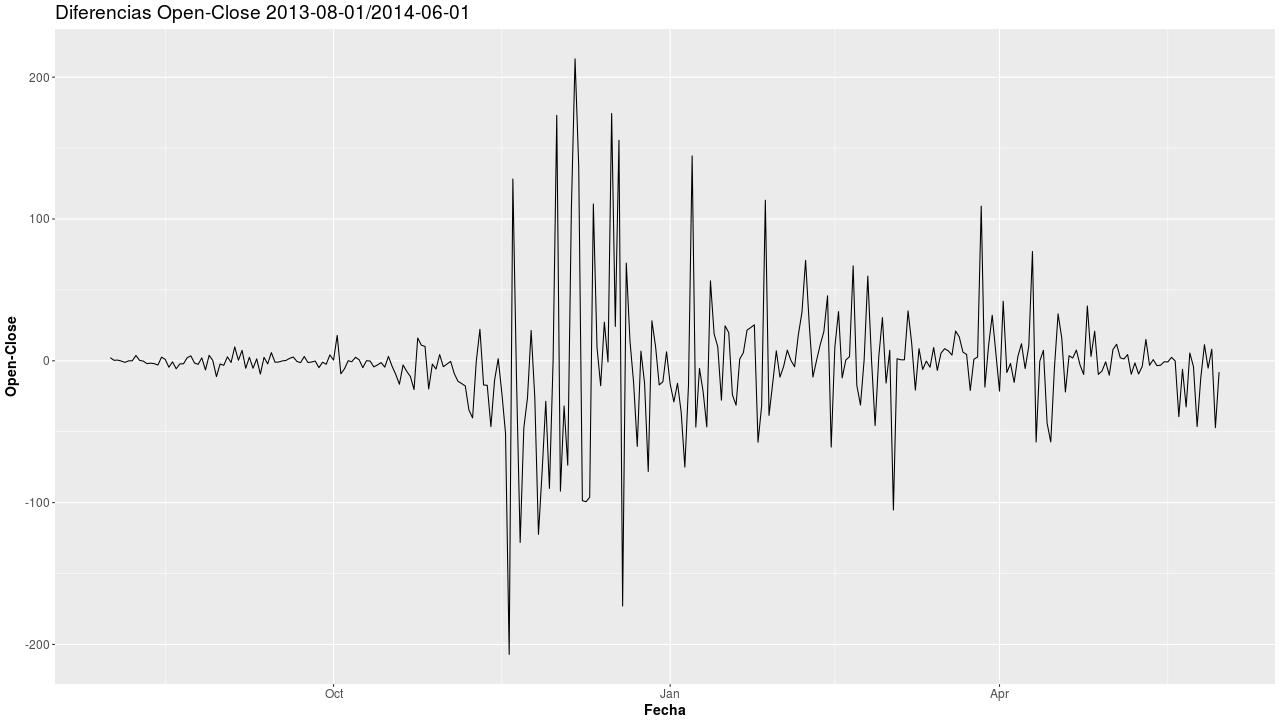 Diferencias Open-Close 2013-08-01/2014-06-01
Open-Close
200
100
0
-100
-200
Oct
Jan
Apr
Fecha